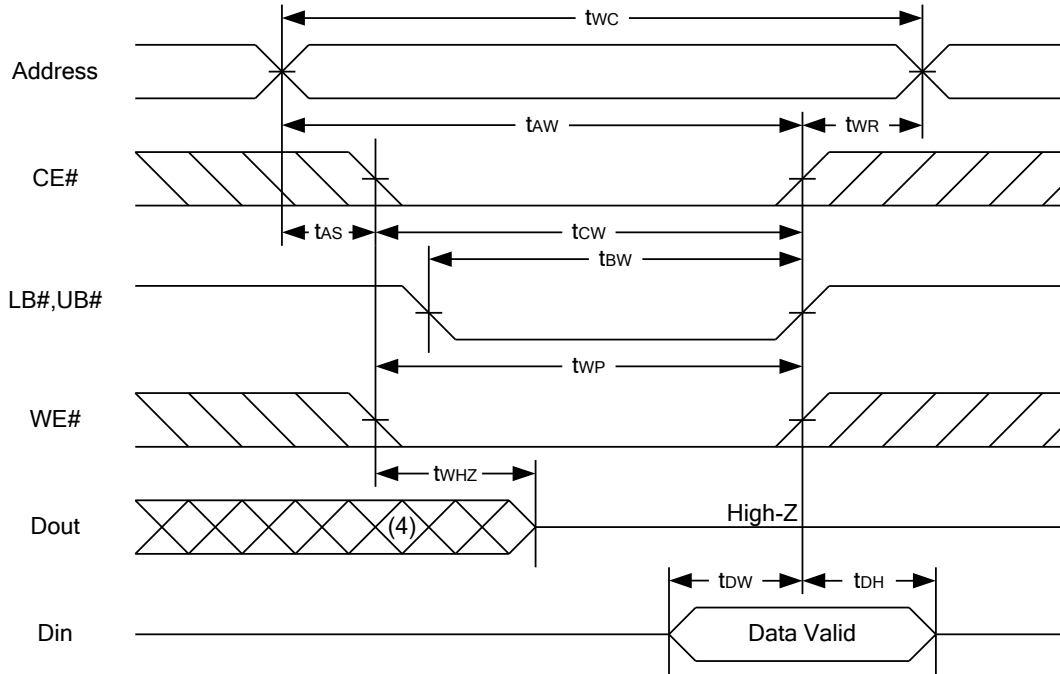 tWC
Address
tAW
tWR
CE#
tAS
tCW
tBW
LB#,UB#
tWP
WE#
tWHZ
Dout
(4)
High-Z
tDW
tDH
Din
Data Valid